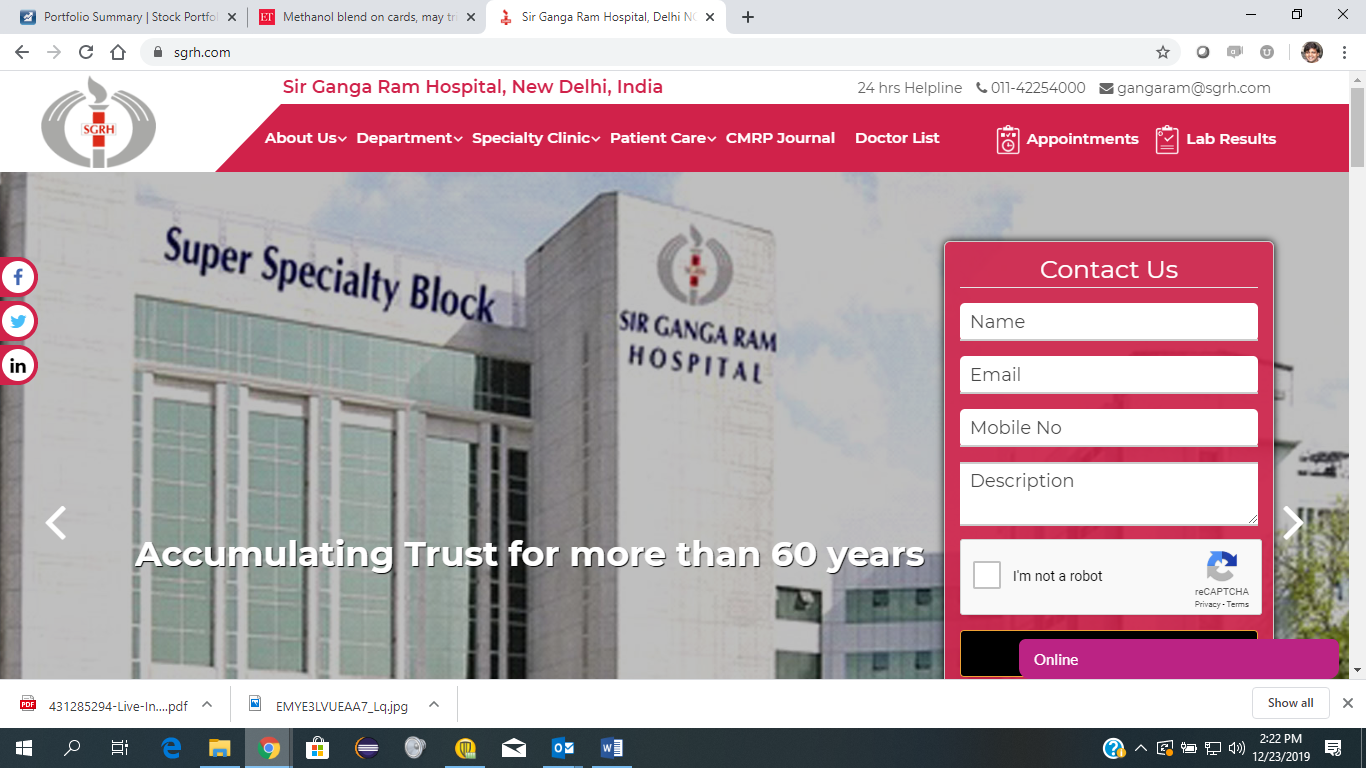 Portfolio Summary | Stock Portfol
Methanol blend on cards, may tri
Sir Ganga Ram Hospital, Delhi NC
sgrh.com
Sir Ganga Ram Hospital, New Delhi, India
24 hrs Helpline 011-42254000 gangaram@sgrh.com
SGRH
About Us Department Specialty Clinic Patient Care CMRP Journal Doctor List Appointments Lab Results
Super Specialty Block
SGRH
SIR GANGA RAM
HOSPITAL
Accumulating Trust for more than 60 years
Contact Us
Name
Email
Mobile No
Description
I'm not a robot
reCAPTCHA
Privacy - Terms
Online
431285294-Live-In....pdf
EMYE3LVUEAA7_Lq.jpg
Show all
2:22 PM
12/23/2019